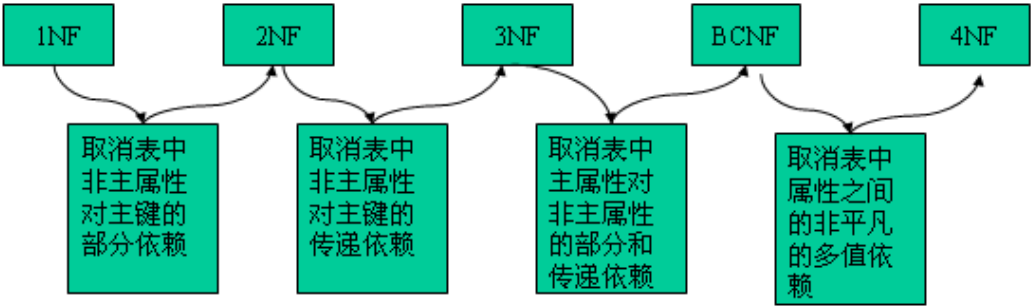 1NF
2NF
3NF
BCNF
4NF
取消表中
非主属性
对主键的
部分依赖
取消表中
非主属性
对主键的
传递依赖
取消表中
主属性对
非主属性
的部分和
传递依赖
取消表中
属性之间
的非平凡
的多值依
赖